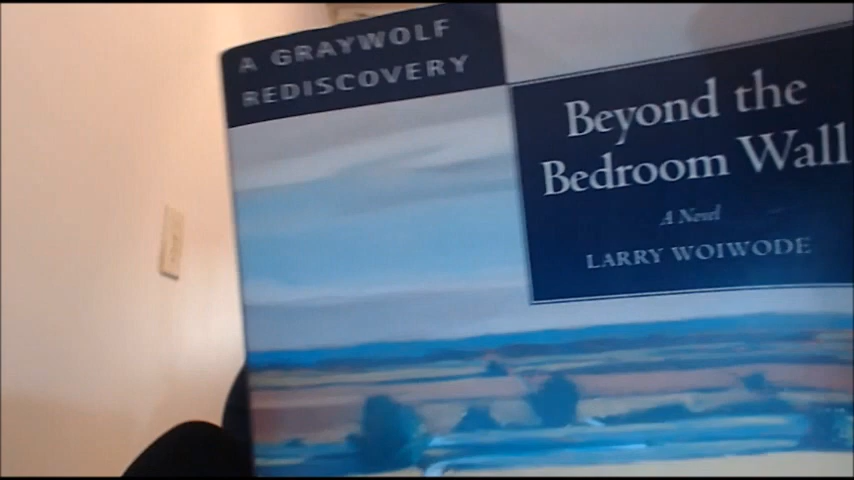 A GRAYWOLF
REDISCOVERY
Beyond the
Bedroom Wall
A Novel
LARRY WOIWODE